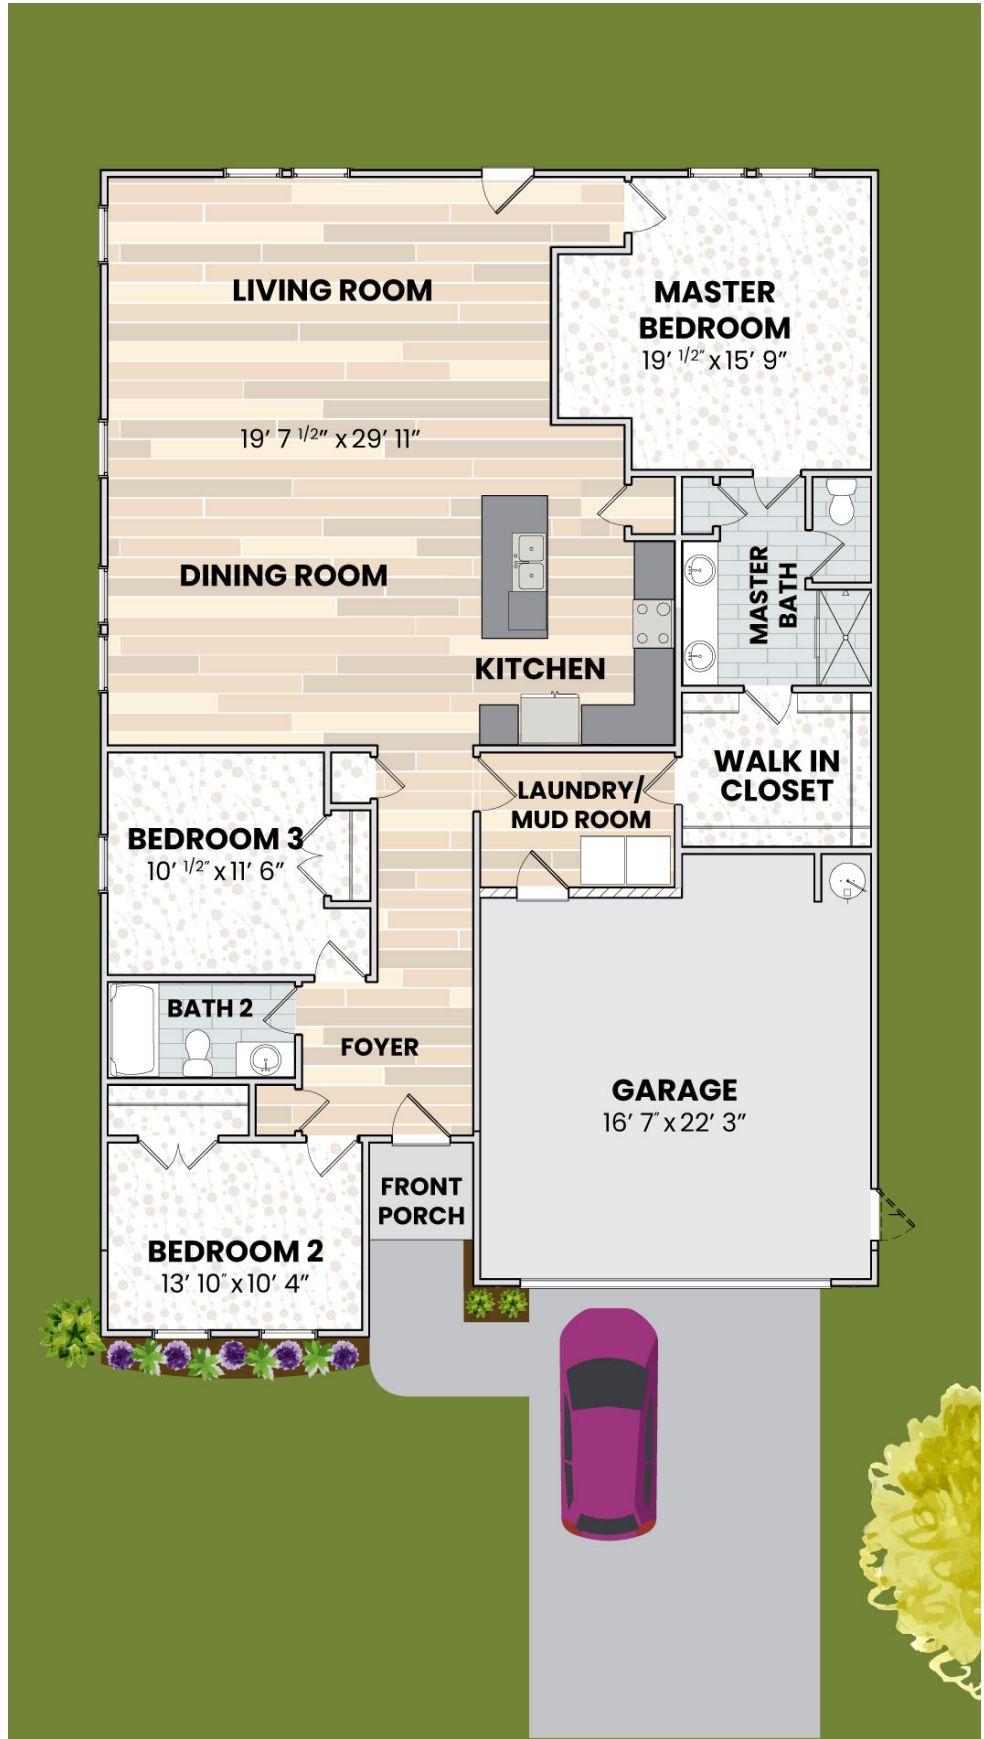 LIVING ROOM
MASTER
BEDROOM
19’ 1/2” x 15’ 9”
19’ 7 1/2” x 29’ 11”
DINING ROOM
MASTER
BATH
KITCHEN
WALK IN
CLOSET
LAUNDRY/
MUD ROOM
BEDROOM 3
10’ 1/2” x 11’ 6”
BATH 2
FOYER
GARAGE
16’ 7” x 22’ 3”
FRONT
PORCH
BEDROOM 2
13’ 10” x 10’ 4”